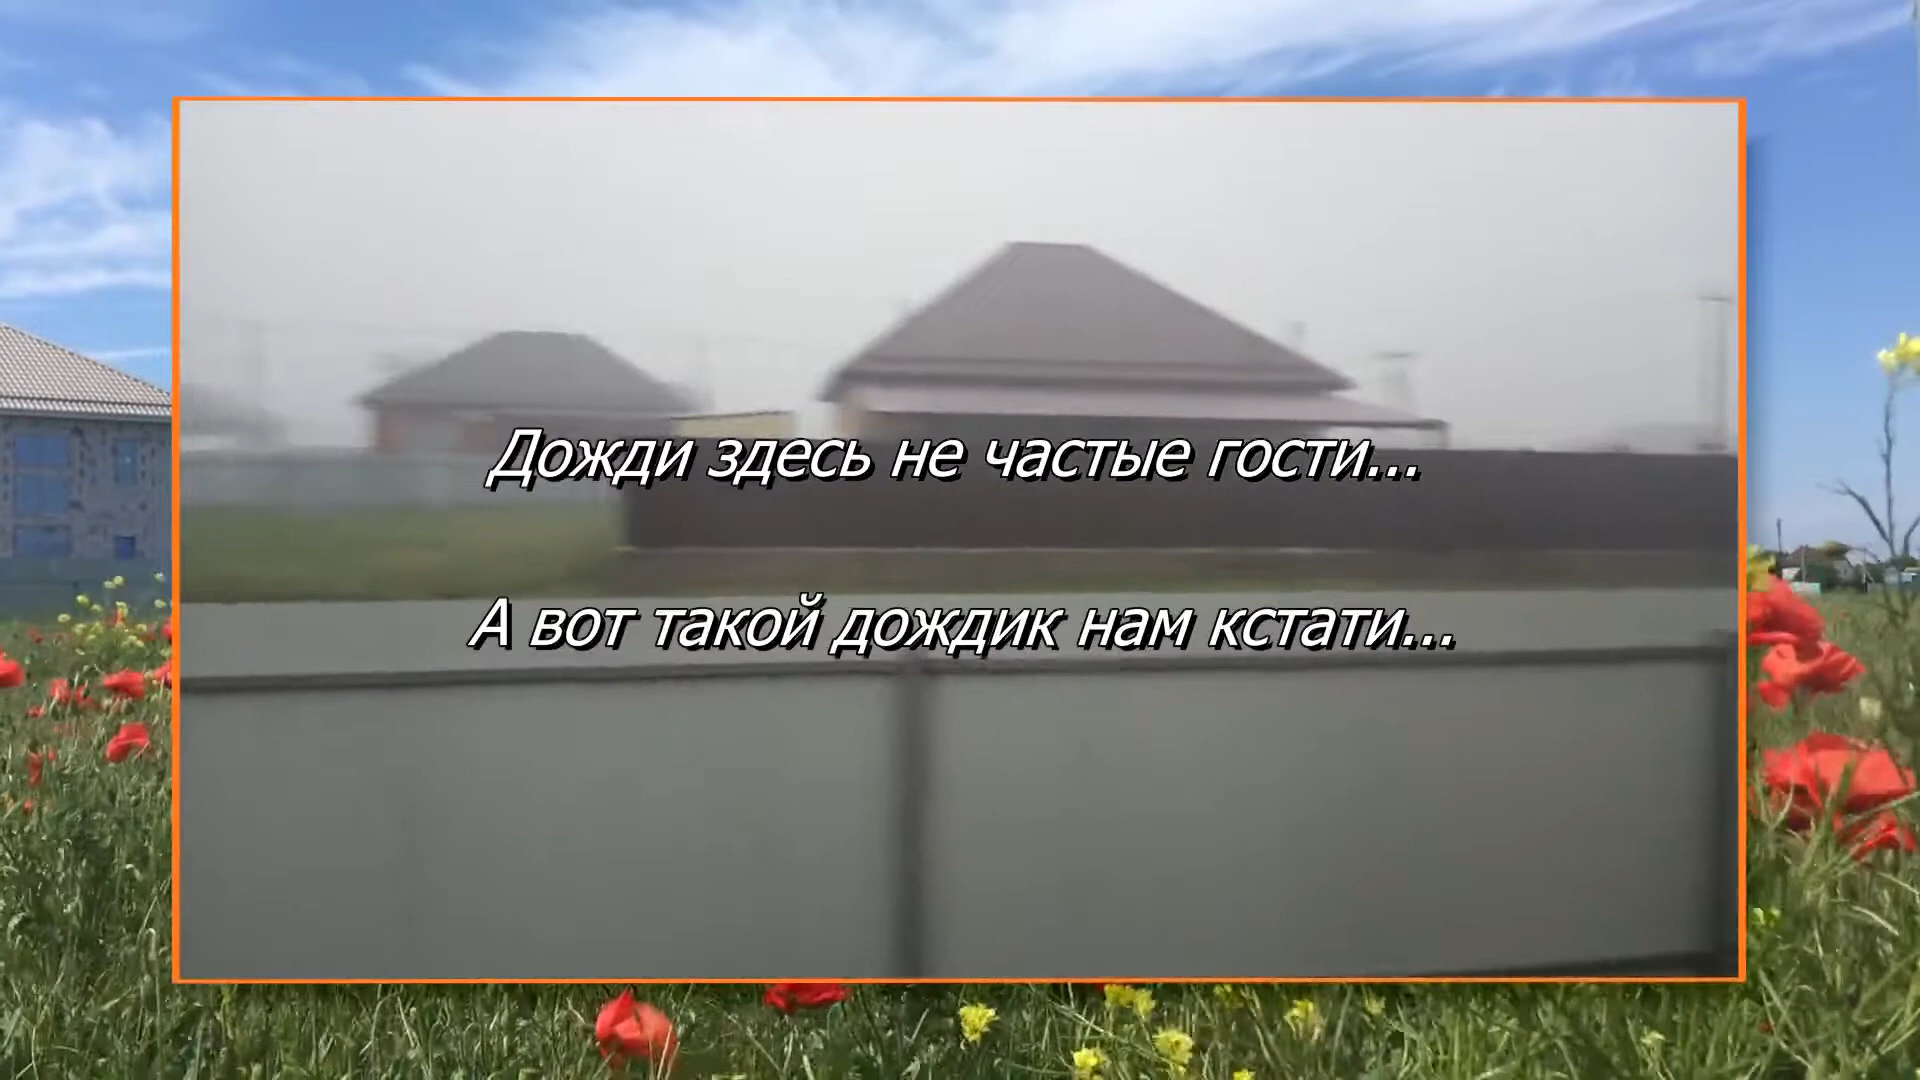 Дожди здесь не частые гости...
А вот такой дождик нам кстати...